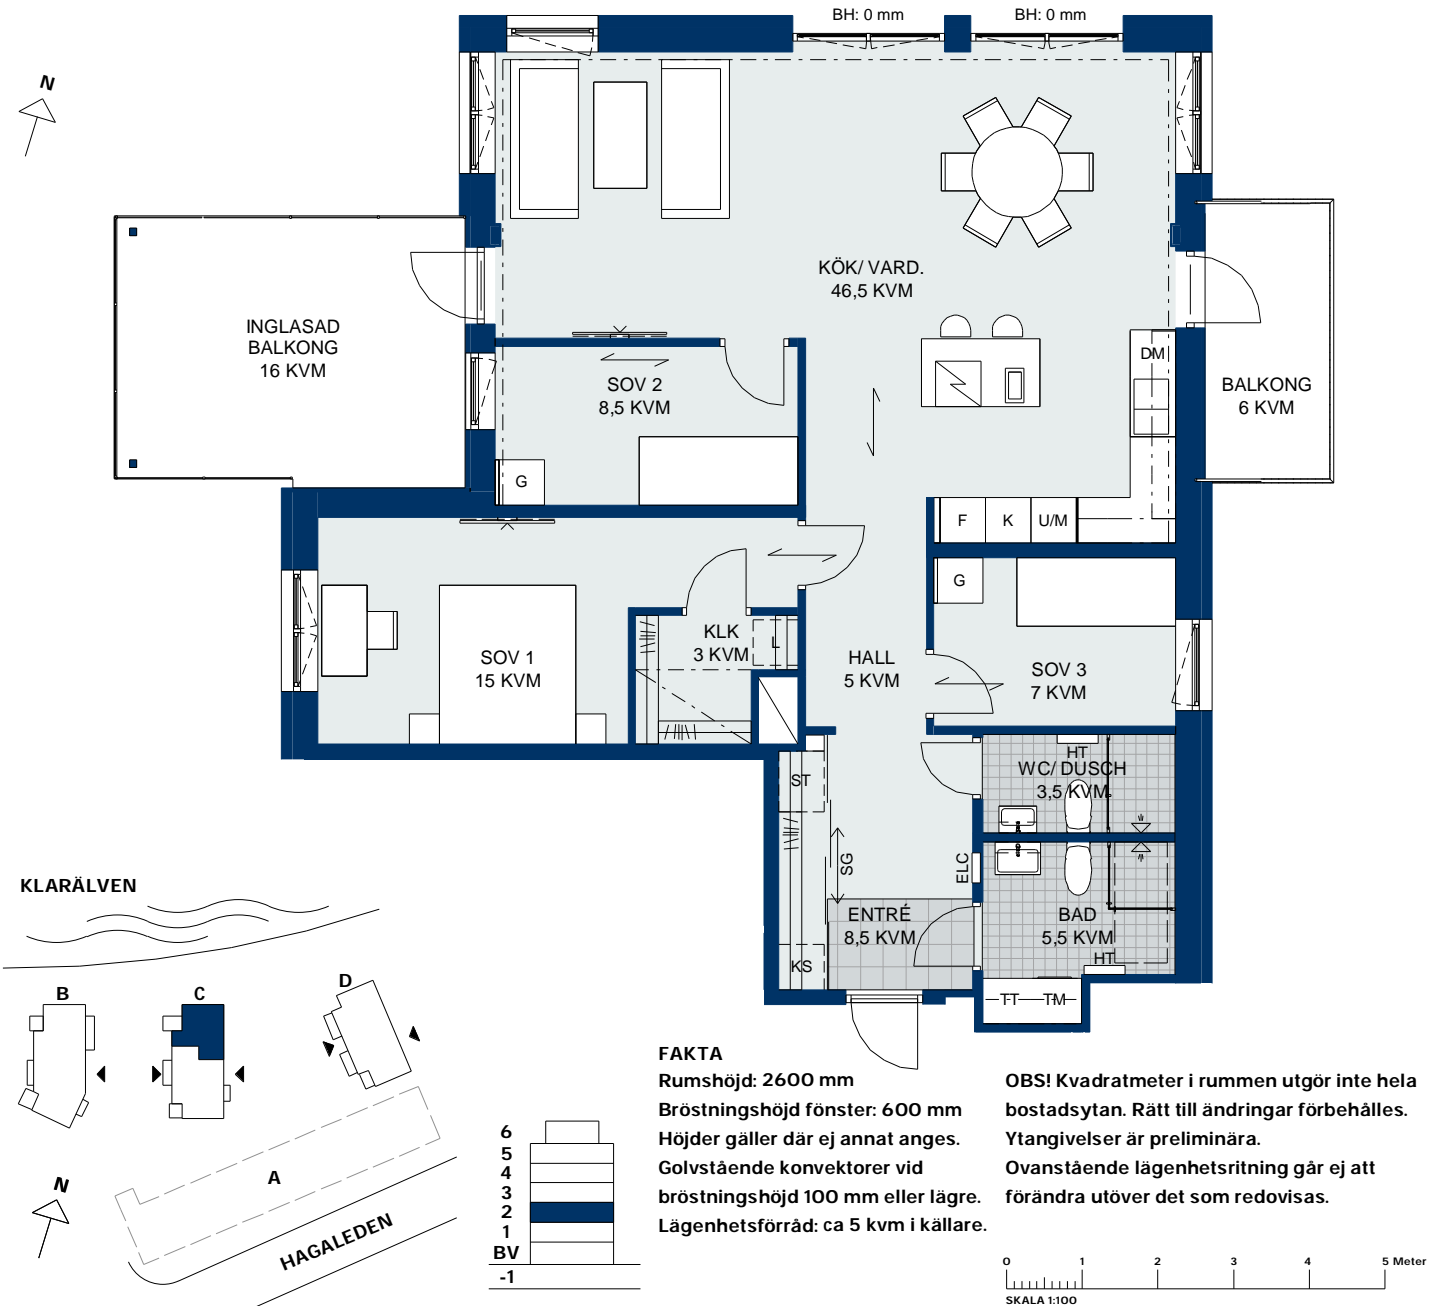 BH: 0 mm
BH: 0 mm
N
KÖK/ VARD.
46,5 KVM
INGLASAD
BALKONG
16 KVM
SOV 2
8,5 KVM
DM
BALKONG
6 KVM
G
F
K
U/M
G
KLK
3 KVM
L
SOV 1
15 KVM
HALL
5 KVM
SOV 3
7 KVM
HT
WC/ DUSCH
3,5 KVM
ST
SG
ELC
ENTRÉ
8,5 KVM
BAD
5,5 KVM
KS
HT
TT
TM
KLARÄLVEN
B
C
D
A
N
HAGALEDEN
6
5
4
3
2
1
BV
-1
FAKTA
Rumshöjd: 2600 mm
Bröstningshöjd fönster: 600 mm
Höjder gäller där ej annat anges.
Golvstående konvektorer vid
bröstningshöjd 100 mm eller lägre.
Lägenhetsförråd: ca 5 kvm i källare.
OBS! Kvadratmeter i rummen utgör inte hela
bostadsytan. Rätt till ändringar förbehålles.
Ytangivelser är preliminära.
Ovanstående lägenhetsritning går ej att
förändra utöver det som redovisas.
0 1 2 3 4 5 Meter
SKALA 1:100